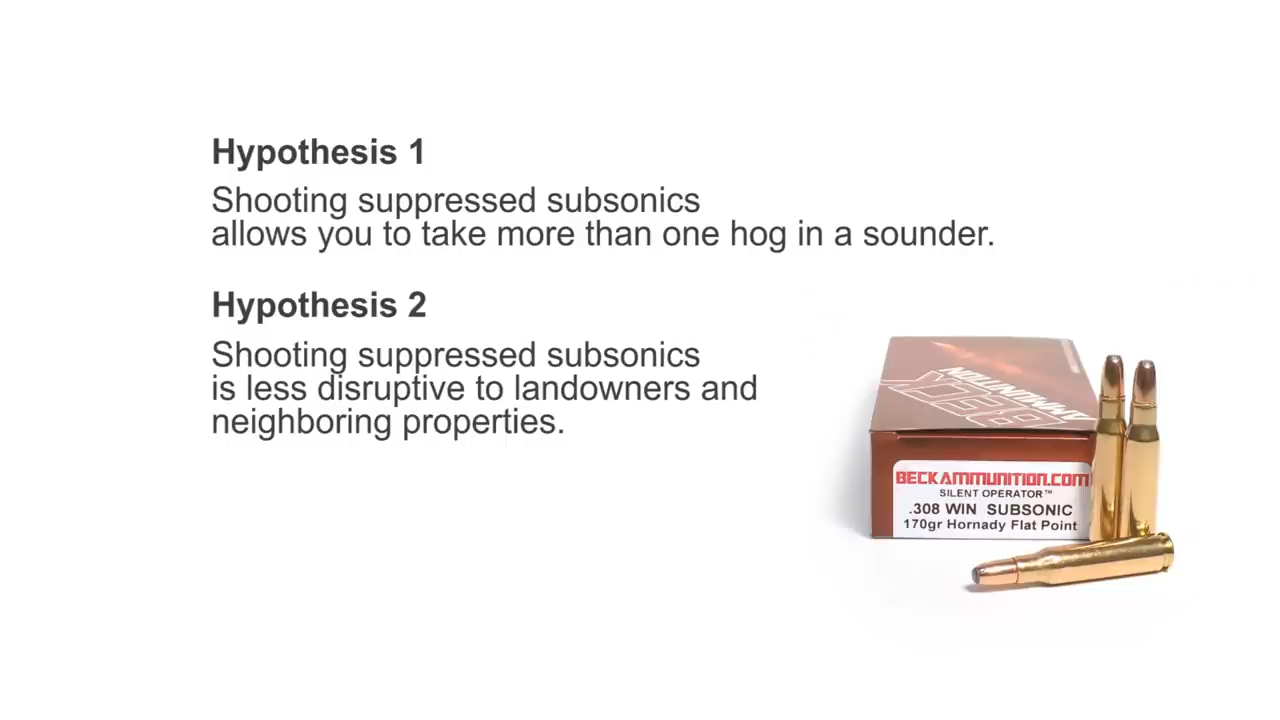 Hypothesis 1
Shooting suppressed subsonics
allows you to take more than one hog in a sounder.
Hypothesis 2
Shooting suppressed subsonics
is less disruptive to landowners and
neighboring properties.
BECK
AMMUNITION
BECKAMMUNITION.COM
SILENT OPERATOR™
.308 WIN SUBSONIC
170gr Hornady Flat Point